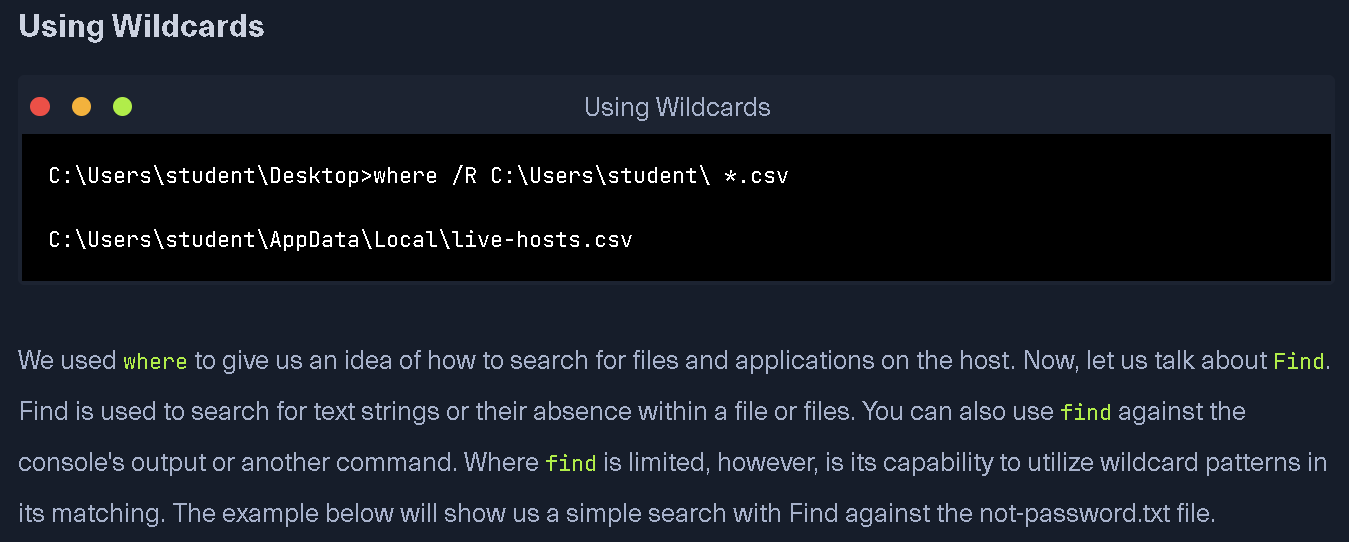 Using Wildcards
Using Wildcards
C:\Users\student\Desktop>where /R C:\Users\student\ *.csv
C:\Users\student\AppData\Local\live-hosts.csv
We used where to give us an idea of how to search for files and applications on the host. Now, let us talk about Find.
Find is used to search for text strings or their absence within a file or files. You can also use find against the
console's output or another command. Where find is limited, however, is its capability to utilize wildcard patterns in
its matching. The example below will show us a simple search with Find against the not-password.txt file.